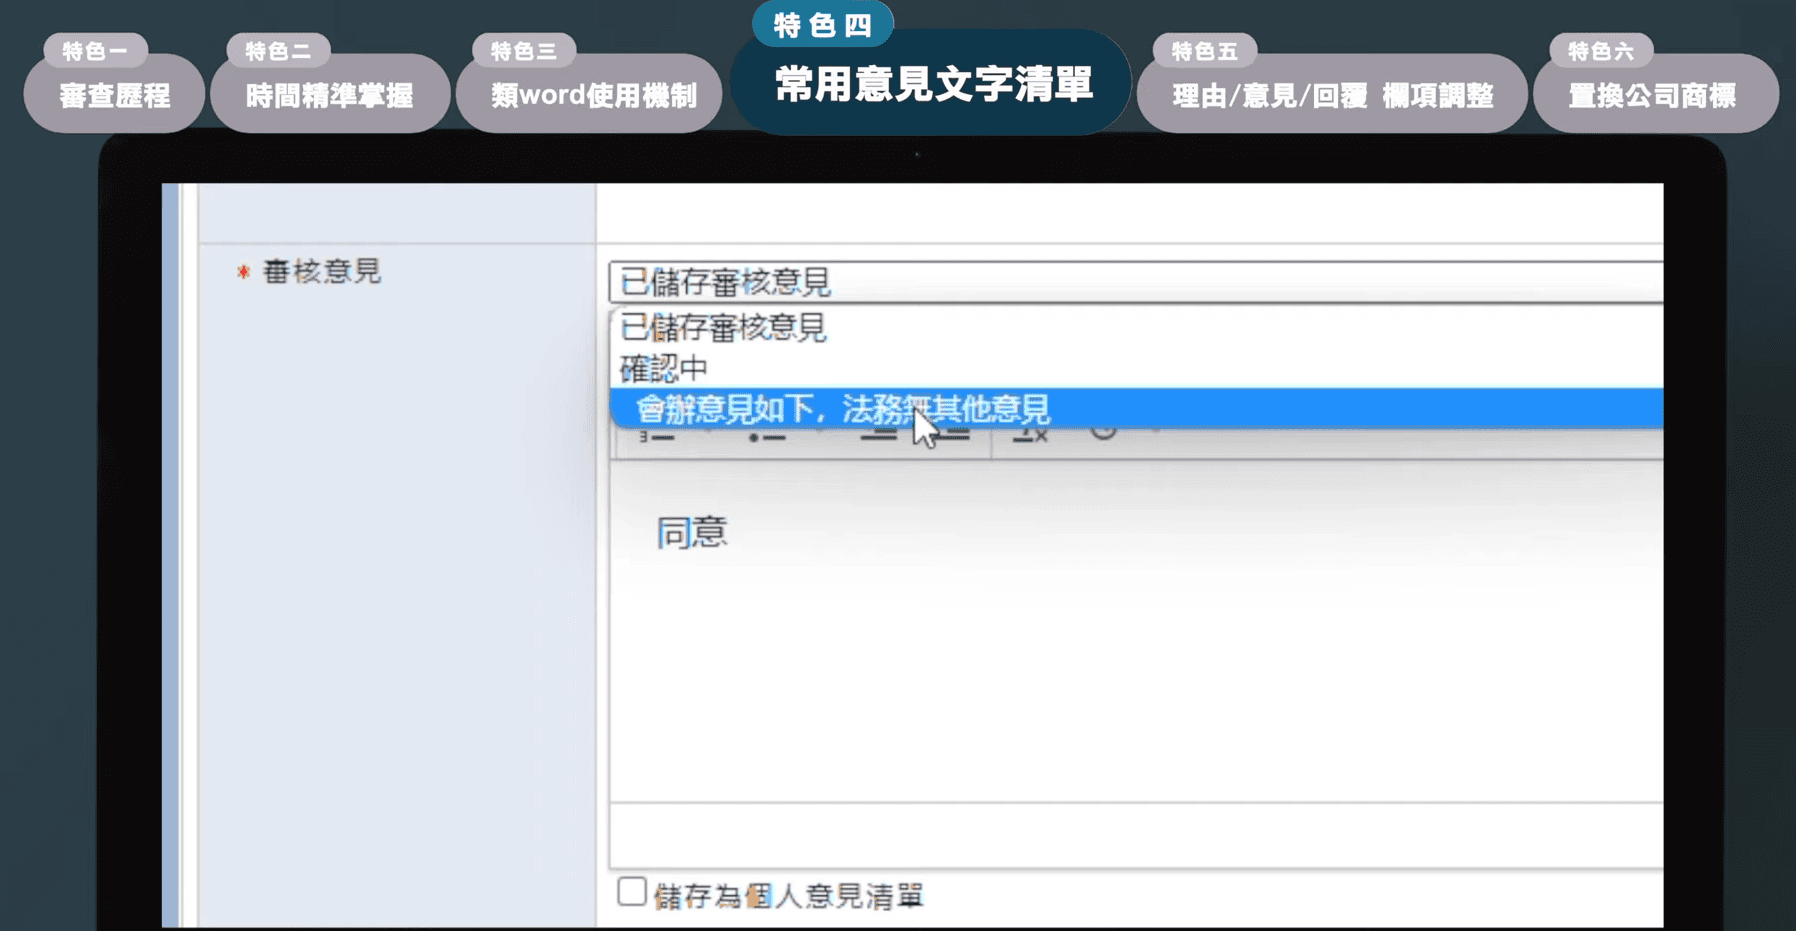 特色一
審查歷程
特色二
時間精準掌握
特色三
類word使用機制
特色四
常用意見文字清單
特色五
理由/意見/回覆 欄項調整
特色六
置換公司商標
* 審核意見
已儲存審核意見
已儲存審核意見
確認中
會辦意見如下，法務無其他意見
同意
儲存為個人意見清單